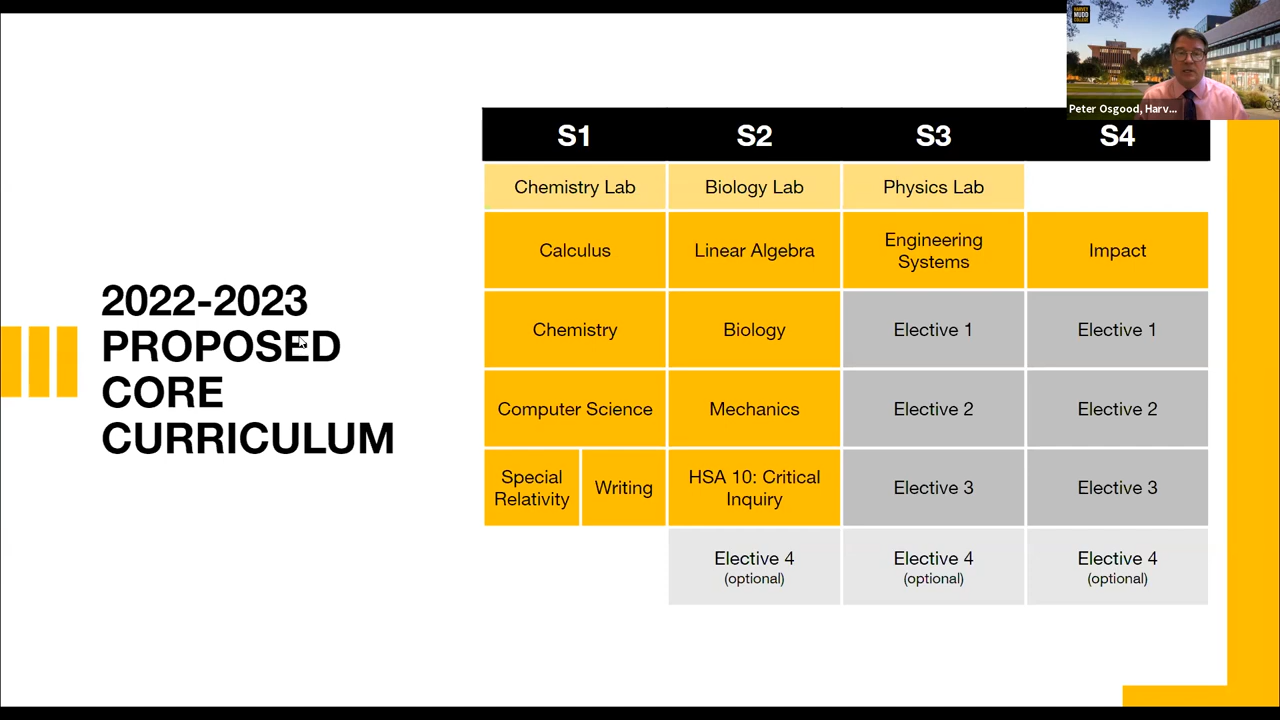 HARVEY
MUDD
COLLEGE
Peter Osgood, Harv...
2022-2023
PROPOSED
CORE
CURRICULUM
S1 S2 S3 S4
Chemistry Lab Biology Lab Physics Lab
Calculus Linear Algebra Engineering
Systems Impact
Chemistry Biology Elective 1 Elective 1
Computer Science Mechanics Elective 2 Elective 2
Special
Relativity Writing HSA 10: Critical
Inquiry Elective 3 Elective 3
Elective 4 Elective 4 Elective 4
(optional) (optional) (optional)